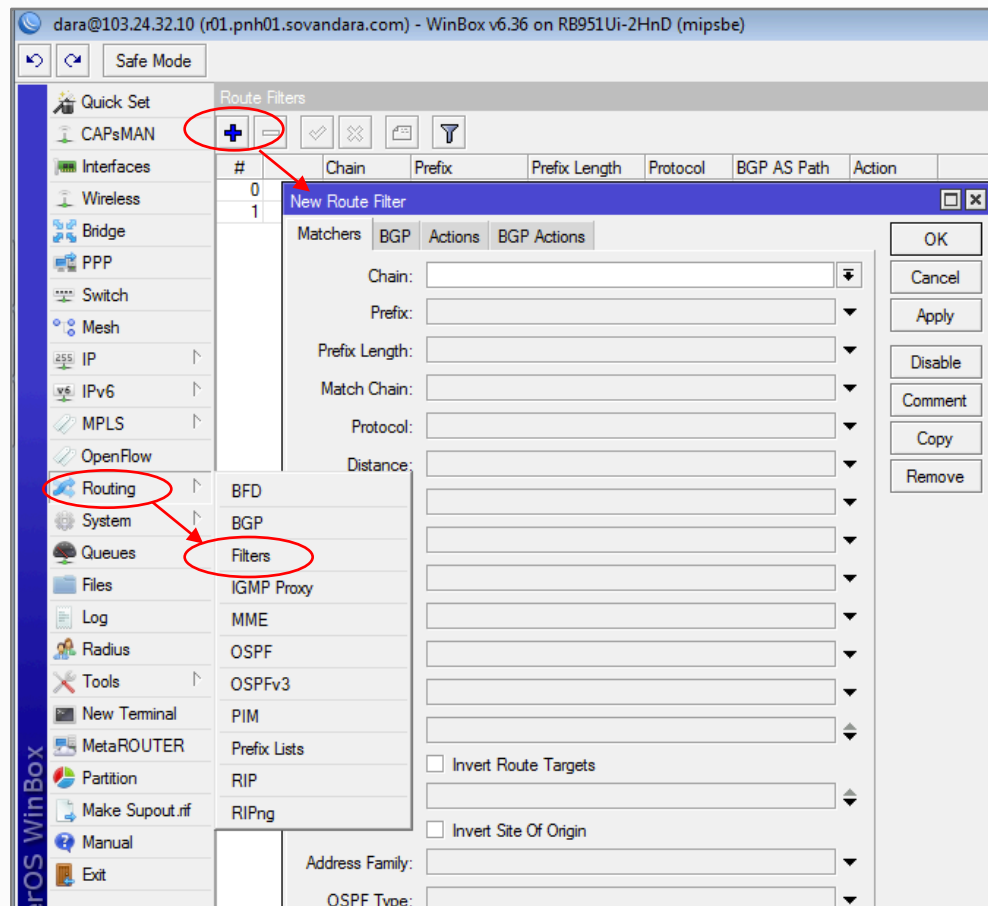 dara@103.24.32.10 (r01.pnh01.sovandara.com) - WinBox v6.36 on RB951Ui-2HnD (mipsbe)
Safe Mode
Quick Set
CAPsMAN
Interfaces
Wireless
Bridge
PPP
Switch
Mesh
255 IP
v6 IPv6
MPLS
OpenFlow
Routing
System
Queues
Files
Log
Radius
Tools
New Terminal
MetaROUTER
Partition
Make Supout.rif
Manual
Exit
erOS WinBox
BFD
BGP
Filters
IGMP Proxy
MME
OSPF
OSPFv3
PIM
Prefix Lists
RIP
RIPng
Route Filters
# Chain Prefix Prefix Length Protocol BGP AS Path Action
0
1
New Route Filter
Matchers BGP Actions BGP Actions
Chain:
Prefix:
Prefix Length:
Match Chain:
Protocol:
Distance:
Invert Route Targets
Invert Site Of Origin
Address Family:
OSPF Type:
OK
Cancel
Apply
Disable
Comment
Copy
Remove